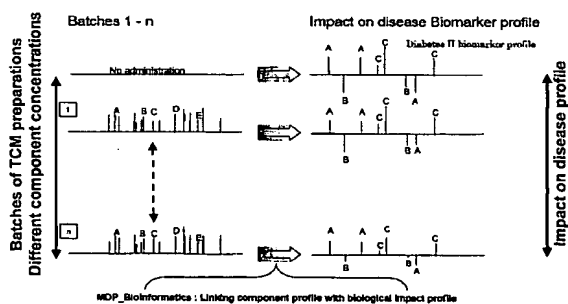 Batches 1 - n
Impact on disease Biomarker profile
Diabetes II biomarker profile
No administration
A A C C C
B B A
1
A B C D E
A A C C C
B B A
n
A B C D E
A A C C C
B B A
Batches of TCM preparations
Different component concentrations
Impact on disease profile
MDP_Bioinformatics : Linking component profile with biological impact profile